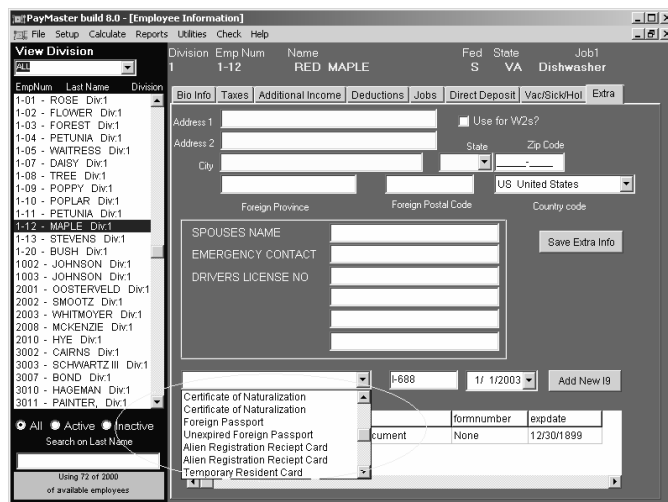 PayMaster build 8.0 - [Employee Information]
File Setup Calculate Reports Utilities Check Help
View Division
ALL
EmpNum Last Name Division
1-01 - ROSE Div:1
1-02 - FLOWER Div:1
1-03 - FOREST Div:1
1-04 - PETUNIA Div:1
1-05 - WAITRESS Div:1
1-07 - DAISY Div:1
1-08 - TREE Div:1
1-09 - POPPY Div:1
1-10 - POPLAR Div:1
1-11 - PETUNIA Div:1
1-12 - MAPLE Div:1
1-13 - STEVENS Div:1
1-20 - BUSH Div:1
1002 - JOHNSON Div:1
1003 - JOHNSON Div:1
2001 - OOSTERVELD Div:1
2002 - SMOOTZ Div:1
2003 - WHITMOYER Div:1
2008 - MCKENZIE Div:1
2010 - HYE Div:1
3002 - CAIRNS Div:1
3003 - SCHWARTZ III Div:1
3007 - BOND Div:1
3010 - HAGEMAN Div:1
3011 - PAINTER, Div:1
All Active Inactive
Search on Last Name
Using 72 of 2000
of available employees
Division Emp Num Name Fed State Job1
1 1-12 RED MAPLE S VA Dishwasher
Bio Info Taxes Additional Income Deductions Jobs Direct Deposit Vac/Sick/Hol Extra
Address 1
Use for W2s?
Address 2
State Zip Code
City
US United States
Foreign Province Foreign Postal Code Country code
SPOUSES NAME
EMERGENCY CONTACT
DRIVERS LICENSE NO
Save Extra Info
I-688 1/ 1/2003 Add New I9
Certificate of Naturalization
Certificate of Naturalization
Foreign Passport
Unexpired Foreign Passport
Alien Registration Reciept Card
Alien Registration Reciept Card
Temporary Resident Card
formnumber expdate
cument None 12/30/1899